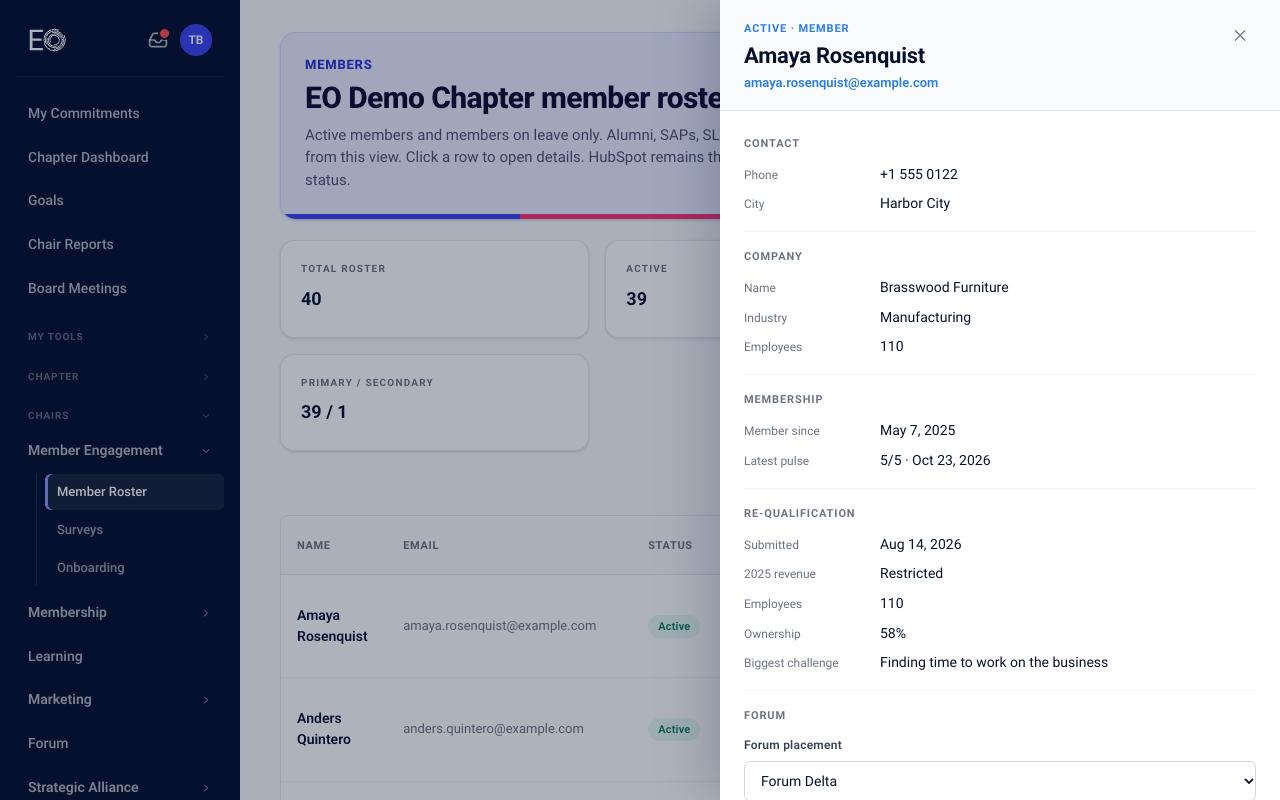 EO
TB
My Commitments
Chapter Dashboard
Goals
Chair Reports
Board Meetings
MY TOOLS
CHAPTER
CHAIRS
Member Engagement
Member Roster
Surveys
Onboarding
Membership
Learning
Marketing
Forum
Strategic Alliance
MEMBERS
EO Demo Chapter member roste
Active members and members on leave only. Alumni, SAPs, SL
from this view. Click a row to open details. HubSpot remains th
status.
TOTAL ROSTER
40
ACTIVE
39
PRIMARY / SECONDARY
39 / 1
NAME EMAIL STATUS
Amaya
Rosenquist
amaya.rosenquist@example.com
Active
Anders
Quintero
anders.quintero@example.com
Active
ACTIVE · MEMBER
Amaya Rosenquist
amaya.rosenquist@example.com
CONTACT
Phone +1 555 0122
City Harbor City
COMPANY
Name Brasswood Furniture
Industry Manufacturing
Employees 110
MEMBERSHIP
Member since May 7, 2025
Latest pulse 5/5 · Oct 23, 2026
RE-QUALIFICATION
Submitted Aug 14, 2026
2025 revenue Restricted
Employees 110
Ownership 58%
Biggest challenge Finding time to work on the business
FORUM
Forum placement
Forum Delta